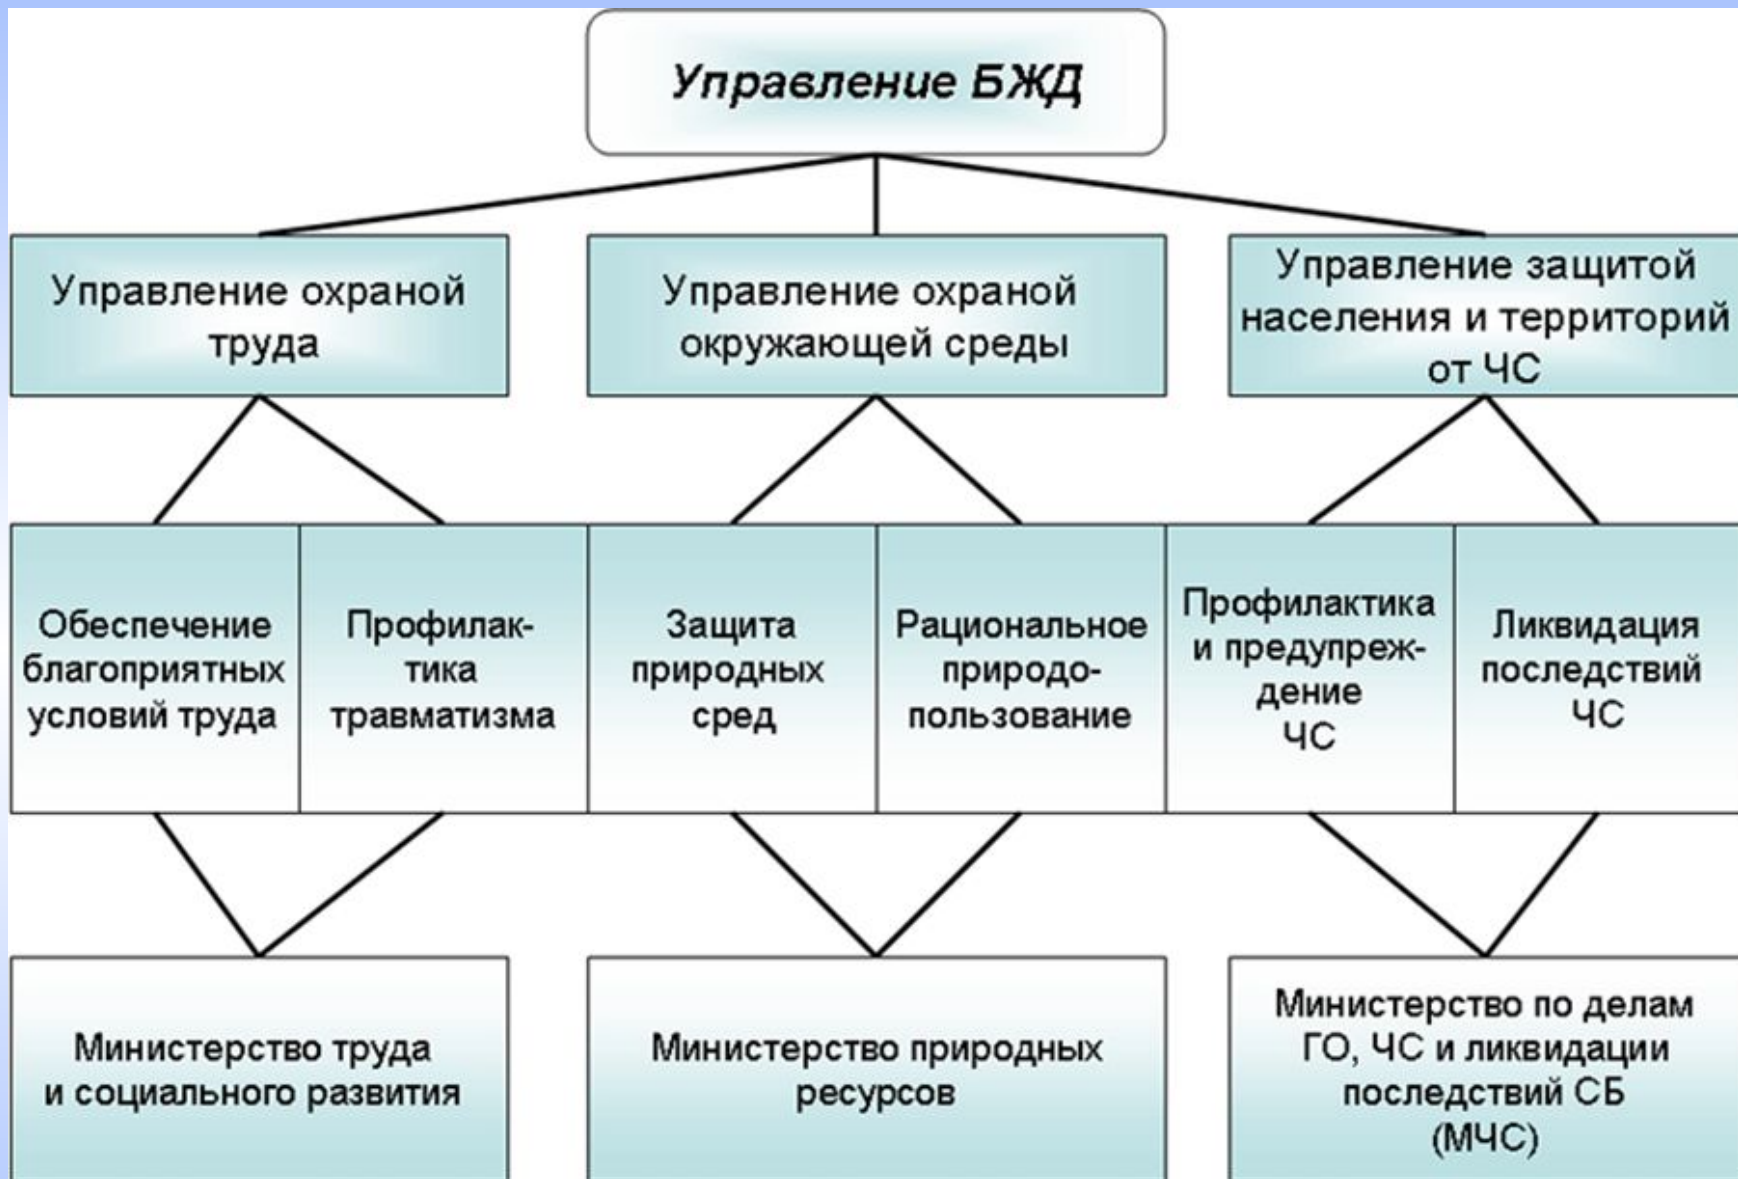 Управление БЖД
Управление охраной
труда
Управление охраной
окружающей среды
Управление защитой
населения и территорий
от ЧС
Обеспечение
благоприятных
условий труда
Профилак-
тика
травматизма
Защита
природных
сред
Рациональное
природо-
пользование
Профилактика
и предупреж-
дение
ЧС
Ликвидация
последствий
ЧС
Министерство труда
и социального развития
Министерство природных
ресурсов
Министерство по делам
ГО, ЧС и ликвидации
последствий СБ
(МЧС)